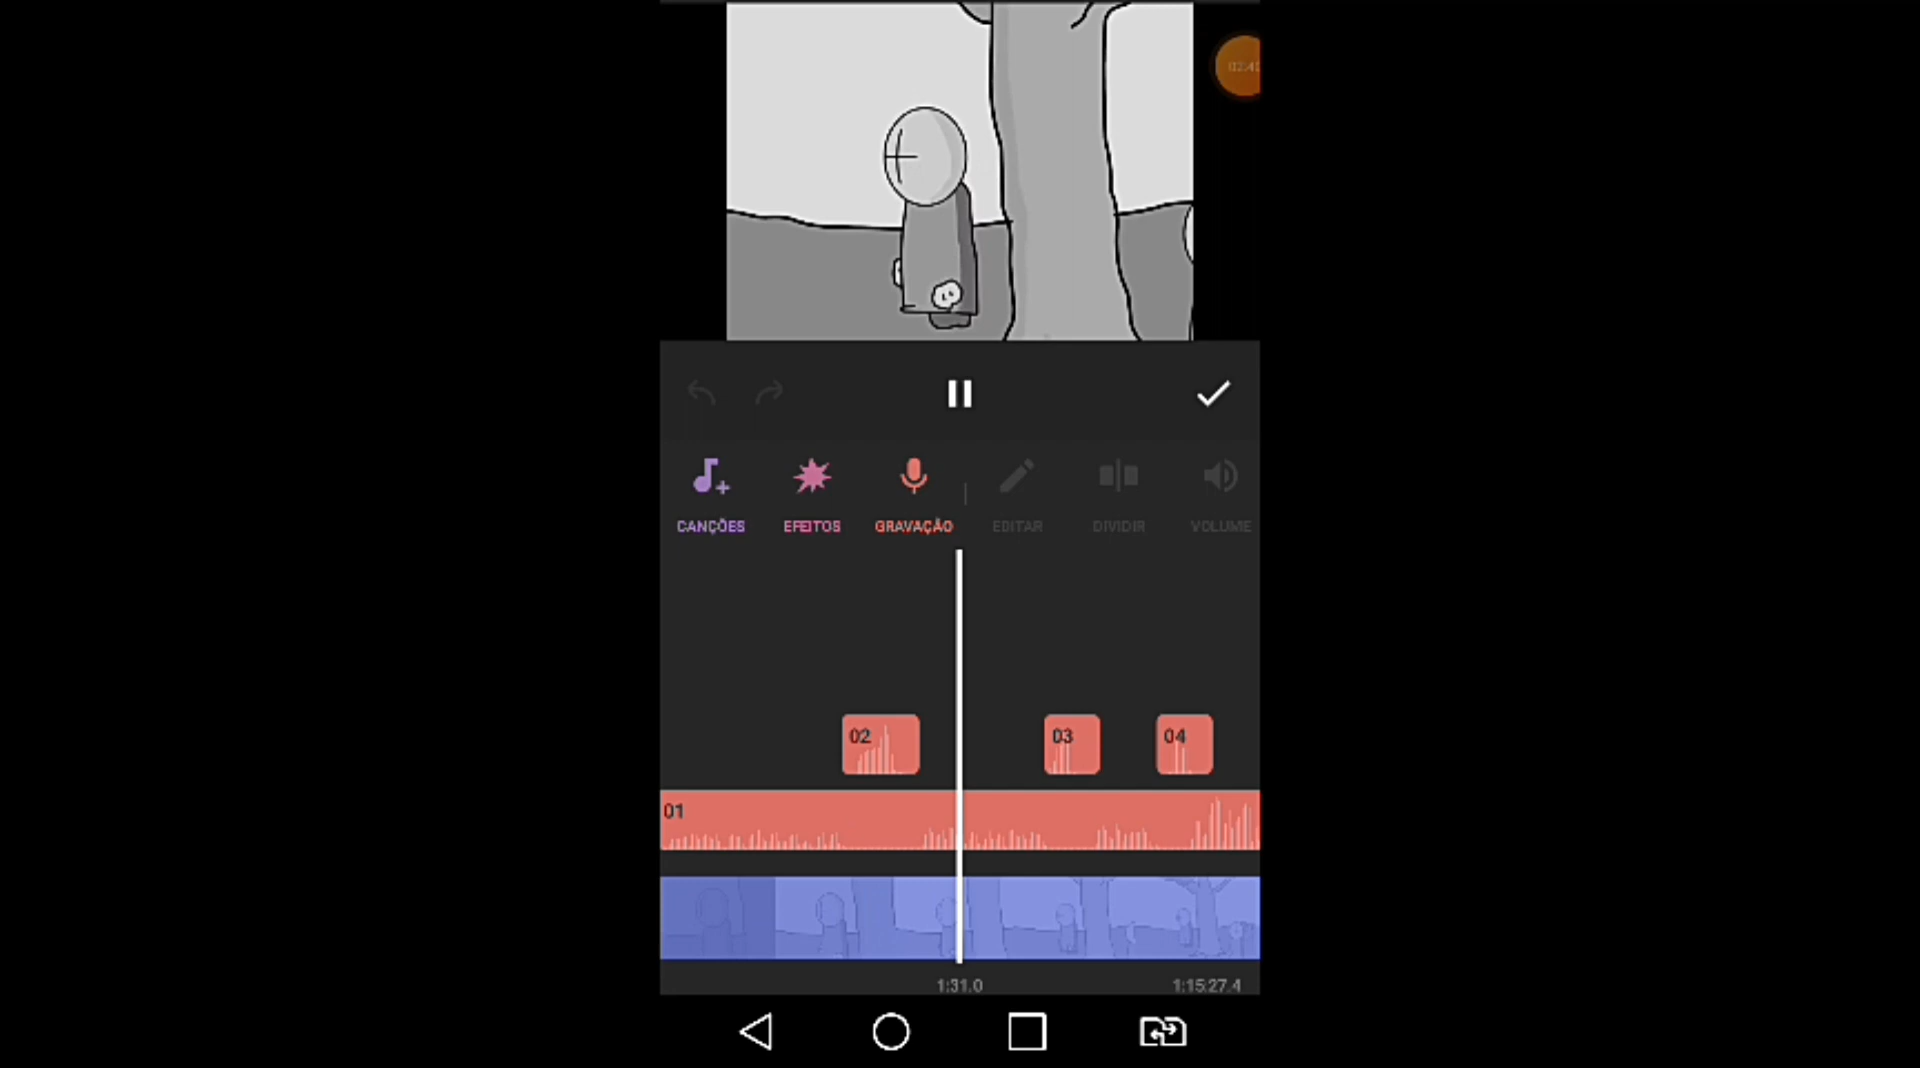 CANÇÕES EFEITOS GRAVAÇÃO EDITAR DIVIDIR VOLUME
02 03 04
01
1:31.0 1:15:27.4